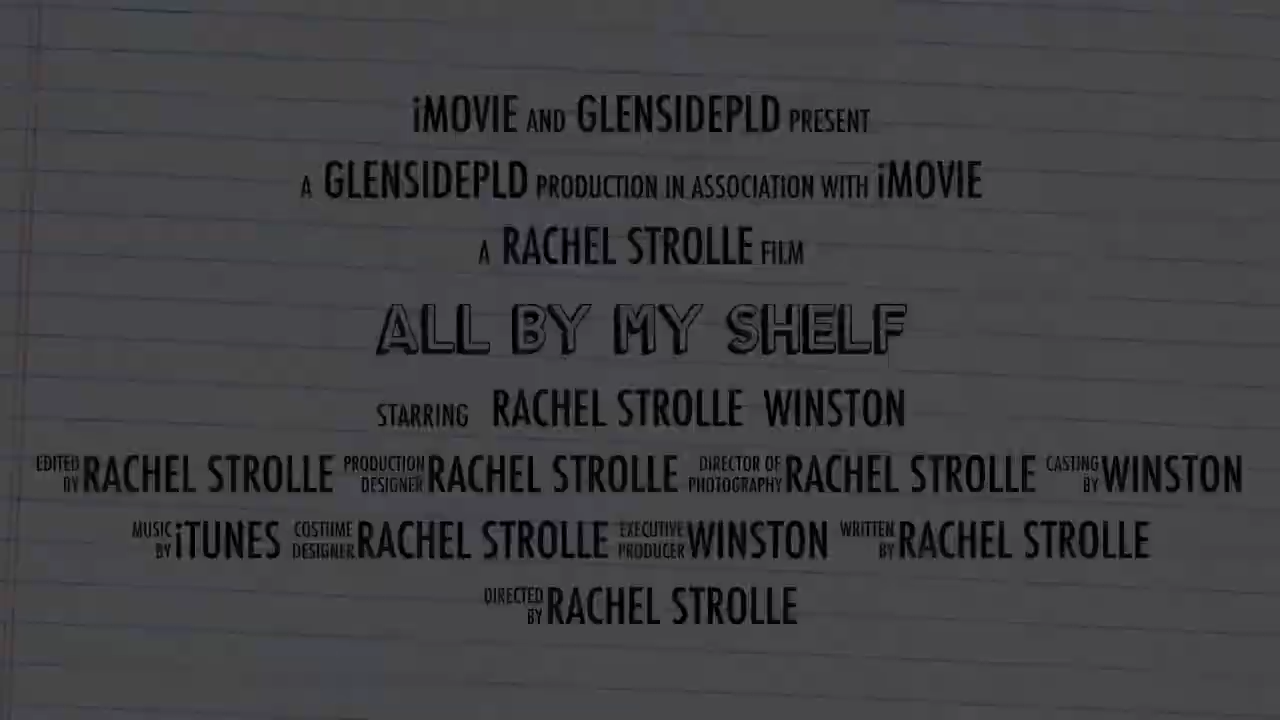 iMOVIE AND GLENSIDEPLD PRESENT
A GLENSIDEPLD PRODUCTION IN ASSOCIATION WITH iMOVIE
A RACHEL STROLLE FILM
ALL BY MY SHELF
STARRING RACHEL STROLLE WINSTON
EDITED BY RACHEL STROLLE PRODUCTION DESIGNER RACHEL STROLLE DIRECTOR OF PHOTOGRAPHY RACHEL STROLLE CASTING BY WINSTON
MUSIC BY iTUNES COSTUME DESIGNER RACHEL STROLLE EXECUTIVE PRODUCER WINSTON WRITTEN BY RACHEL STROLLE
DIRECTED BY RACHEL STROLLE